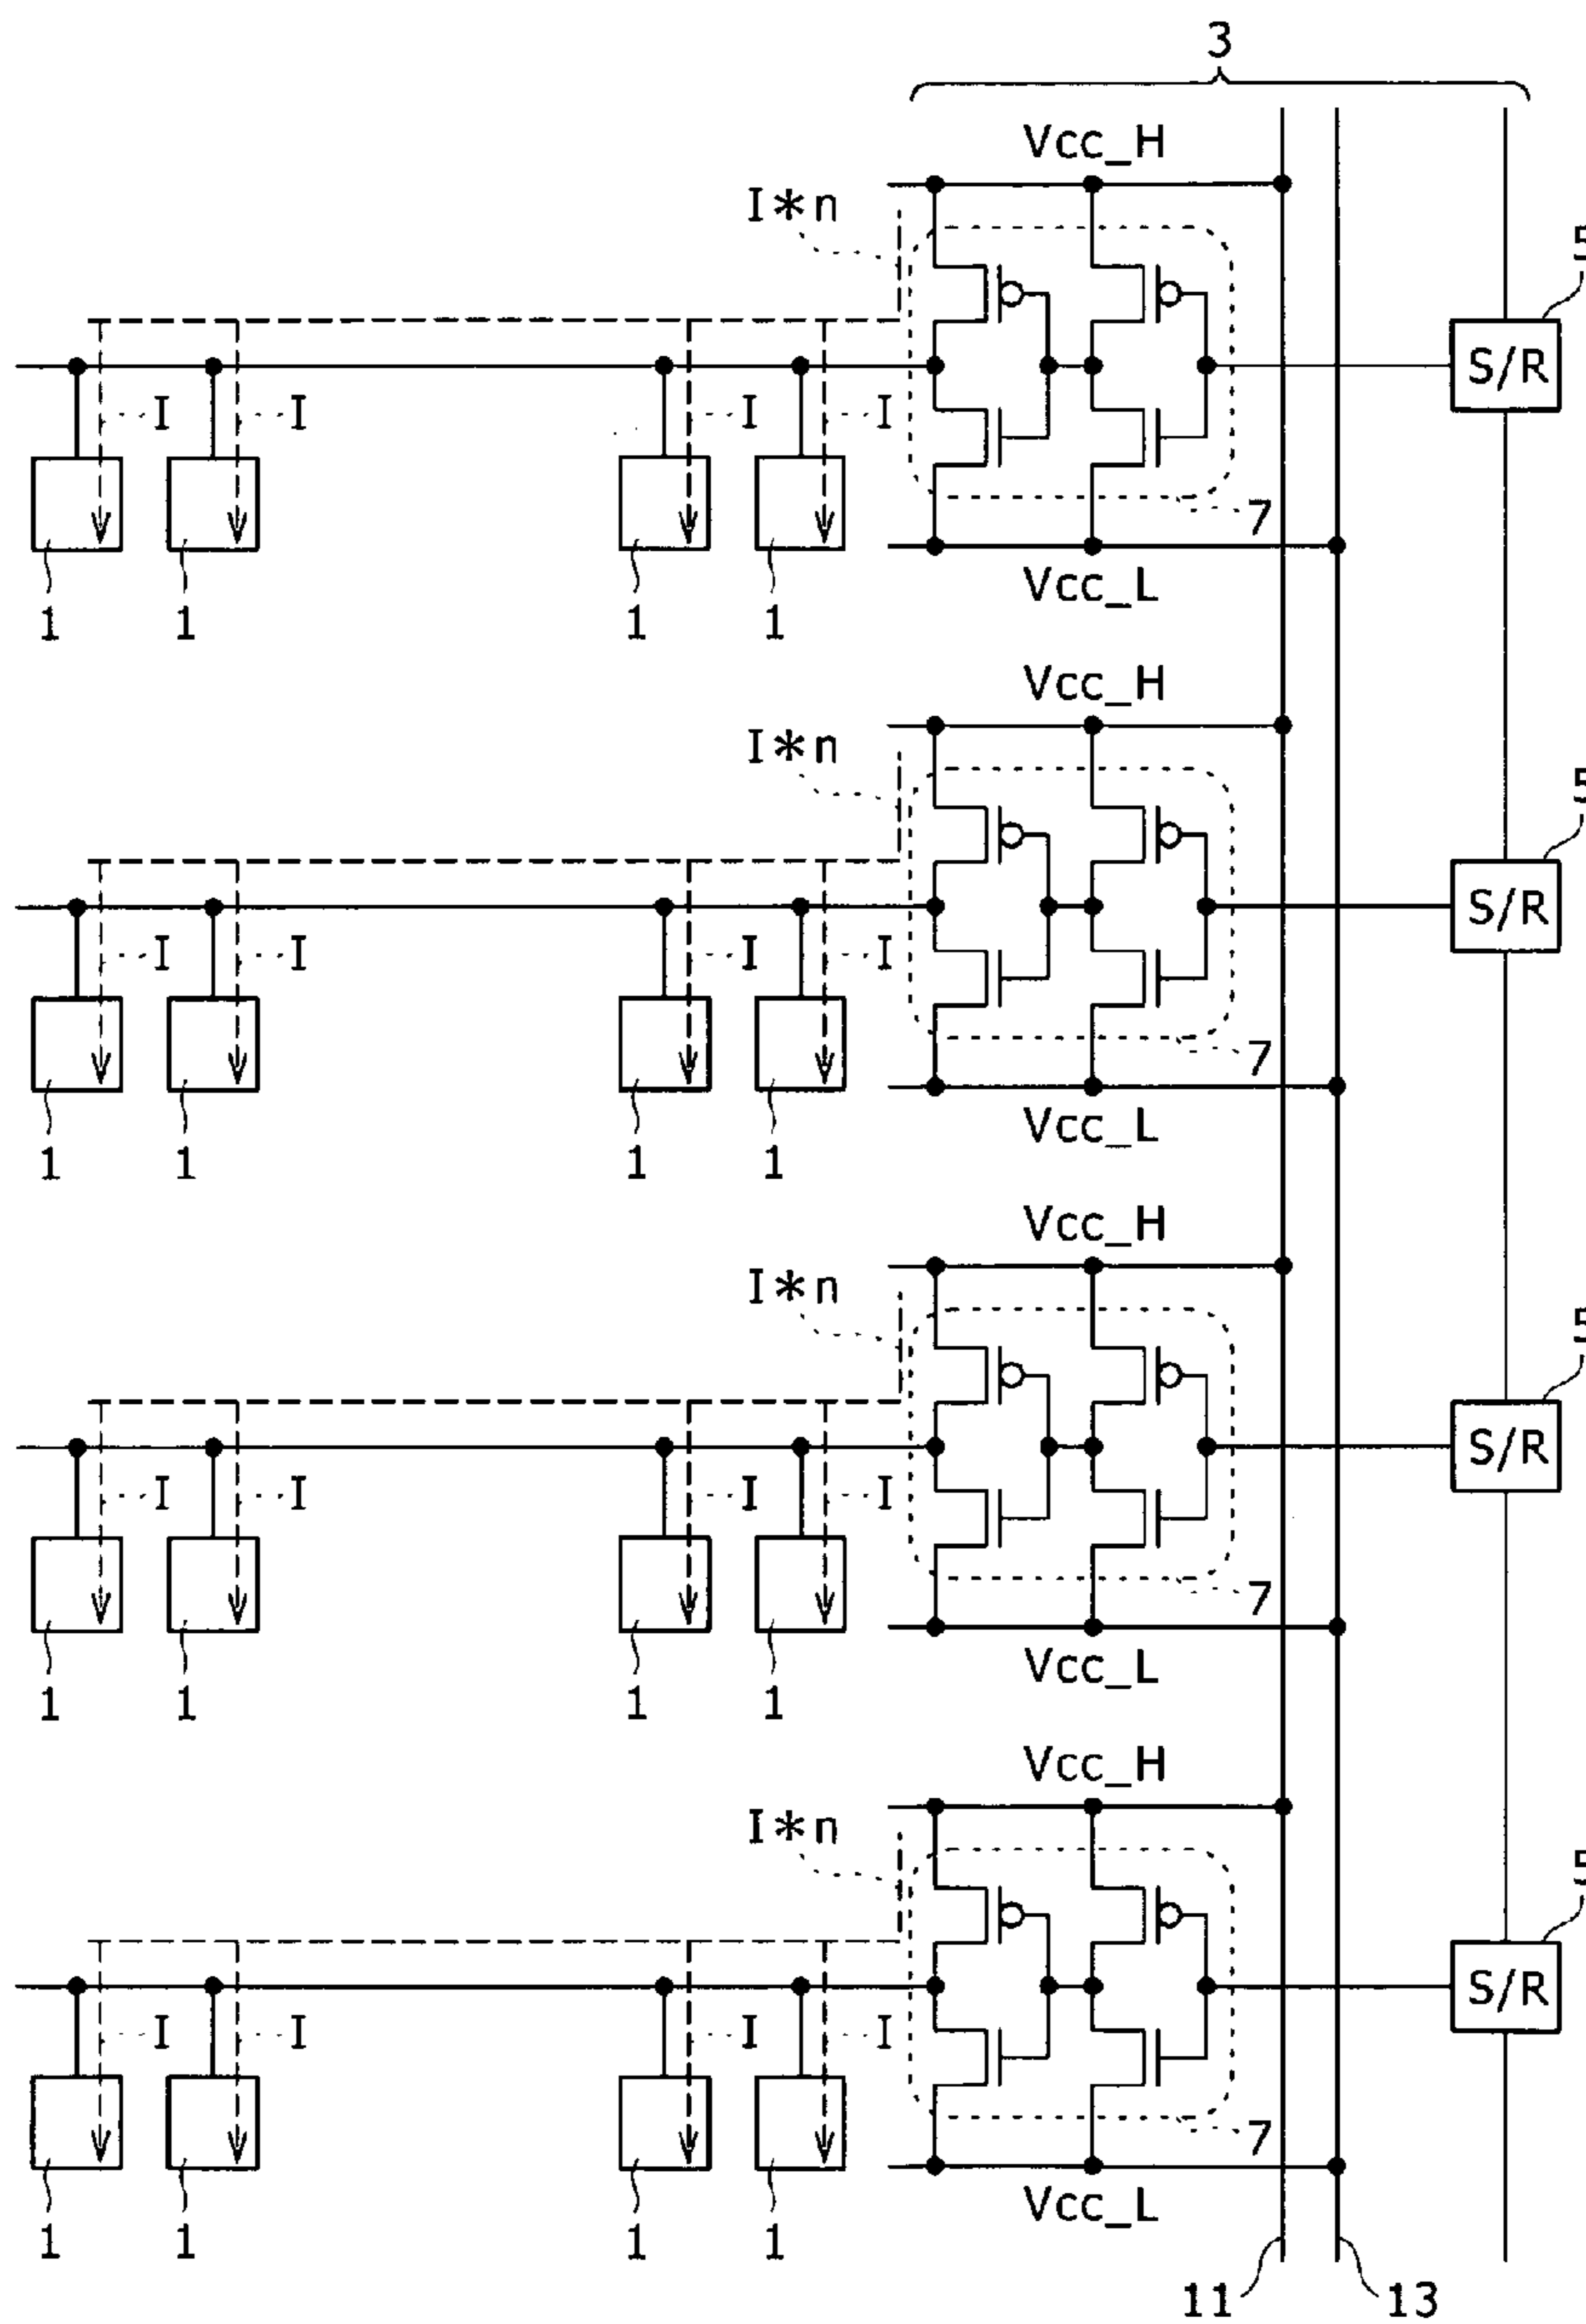 3
Vcc_H
I*n
5
S/R
I I I I
7
Vcc_L
1 1 1 1
Vcc_H
I*n
5
S/R
I I I I
7
Vcc_L
1 1 1 1
Vcc_H
I*n
5
S/R
I I I I
7
Vcc_L
1 1 1 1
Vcc_H
I*n
5
S/R
I I I I
7
Vcc_L
1 1 1 1
11 13